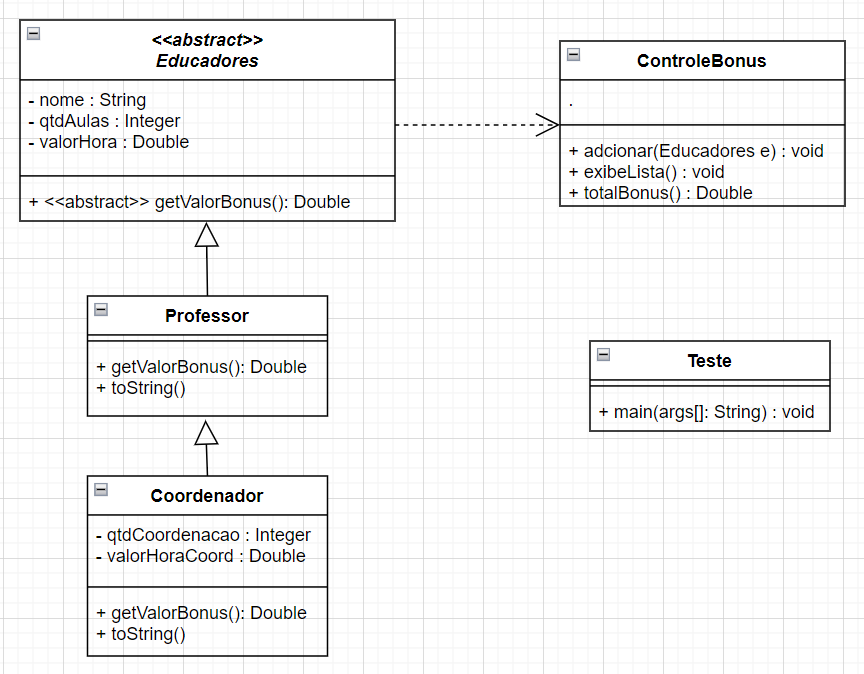 <<abstract>>
Educadores
- nome : String
- qtdAulas : Integer
- valorHora : Double
+ <<abstract>> getValorBonus(): Double
ControleBonus
.
+ adcionar(Educadores e) : void
+ exibeLista() : void
+ totalBonus() : Double
Professor
+ getValorBonus(): Double
+ toString()
Teste
+ main(args[]: String) : void
Coordenador
- qtdCoordenacao : Integer
- valorHoraCoord : Double
+ getValorBonus(): Double
+ toString()